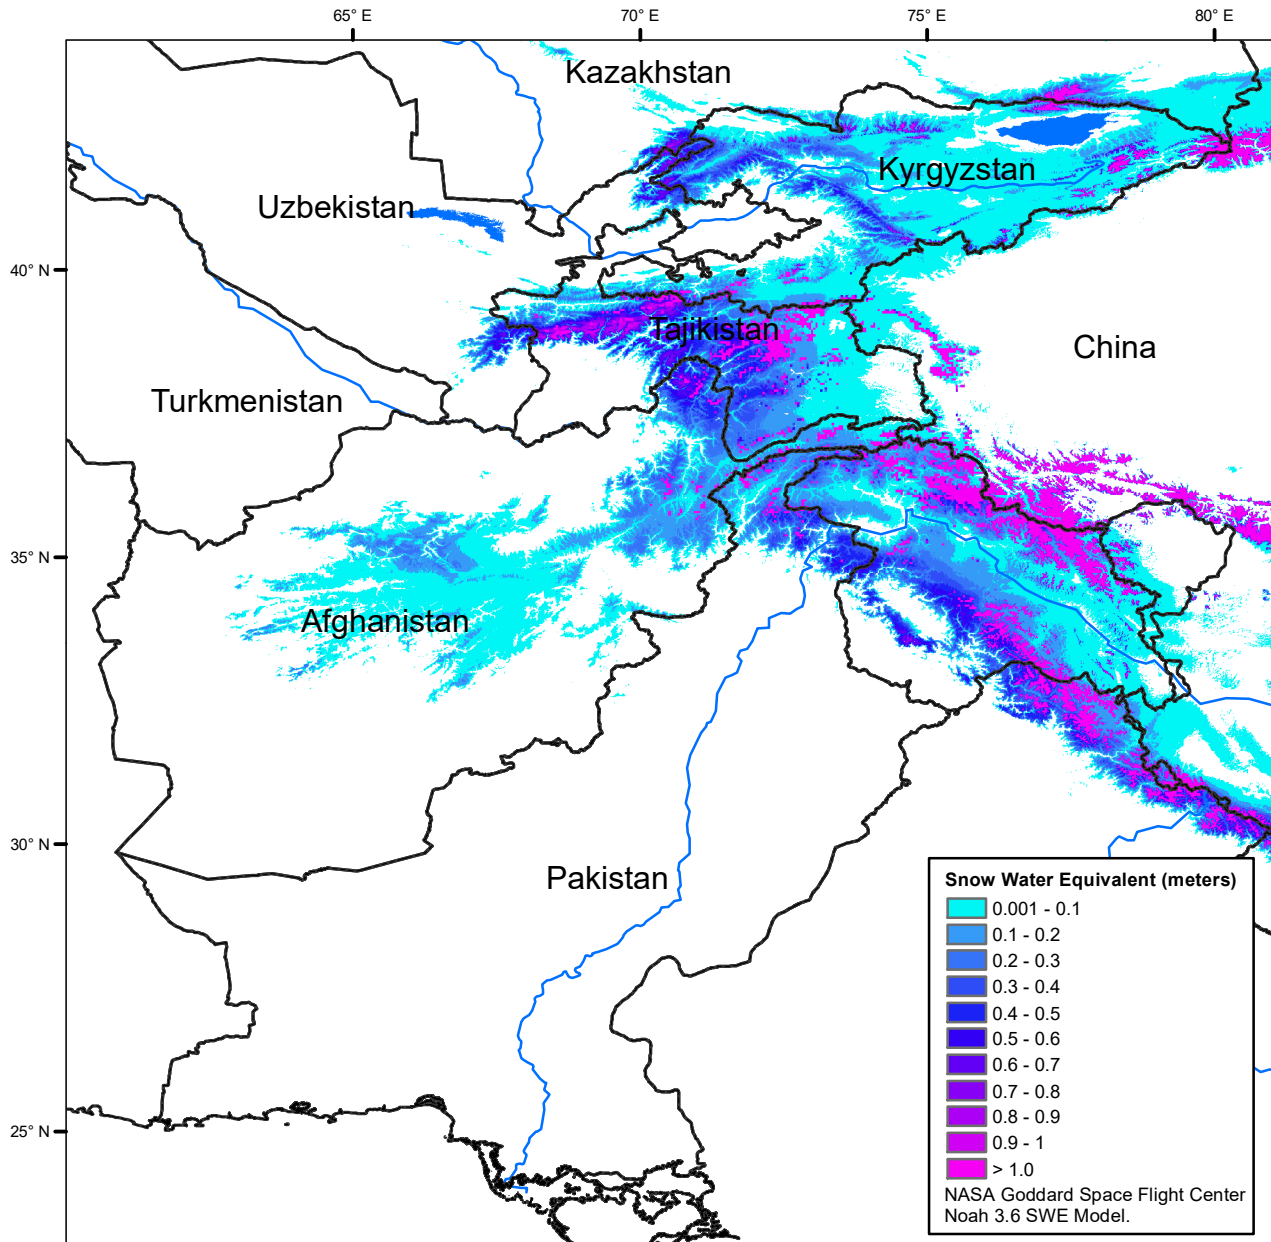 65° E
70° E
75° E
80° E
Kazakhstan
Kyrgyzstan
Uzbekistan
40° N
Tajikistan
China
Turkmenistan
35° N
Afghanistan
30° N
Pakistan
25° N
Snow Water Equivalent (meters)
0.001 - 0.1
0.1 - 0.2
0.2 - 0.3
0.3 - 0.4
0.4 - 0.5
0.5 - 0.6
0.6 - 0.7
0.7 - 0.8
0.8 - 0.9
0.9 - 1
> 1.0
NASA Goddard Space Flight Center
Noah 3.6 SWE Model.